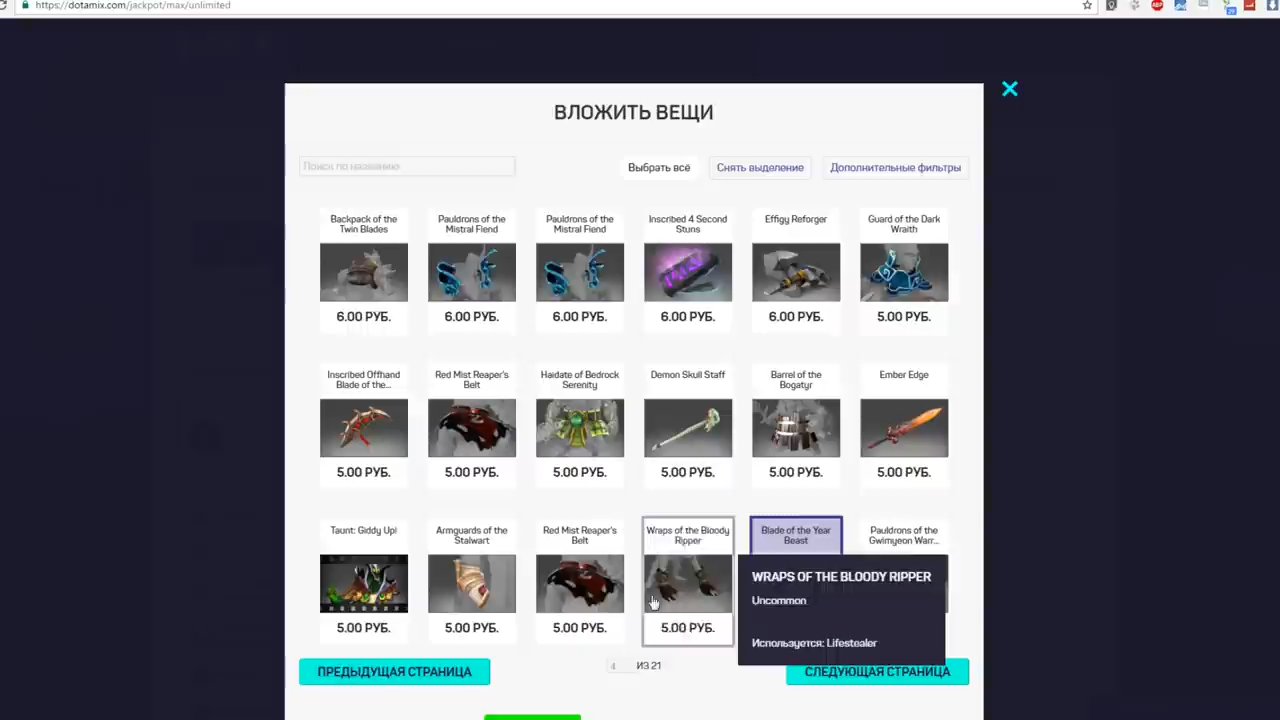 https://dotamix.com/jackpot/max/unlimited
ВЛОЖИТЬ ВЕЩИ
Поиск по названию
Выбрать всё
Снять выделение
Дополнительные фильтры
Backpack of the
Twin Blades
6.00 РУБ.
Pauldrons of the
Mistral Fiend
6.00 РУБ.
Pauldrons of the
Mistral Fiend
6.00 РУБ.
Inscribed 4 Second
Stuns
6.00 РУБ.
Effigy Reforger
6.00 РУБ.
Guard of the Dark
Wraith
5.00 РУБ.
Inscribed Offhand
Blade of the...
5.00 РУБ.
Red Mist Reaper's
Belt
5.00 РУБ.
Haidate of Bedrock
Serenity
5.00 РУБ.
Demon Skull Staff
5.00 РУБ.
Barrel of the
Bogatyr
5.00 РУБ.
Ember Edge
5.00 РУБ.
Taunt: Giddy Up!
5.00 РУБ.
Armguards of the
Stalwart
5.00 РУБ.
Red Mist Reaper's
Belt
5.00 РУБ.
Wraps of the Bloody
Ripper
5.00 РУБ.
Blade of the Year
Beast
Pauldrons of the
Gwimyeon Warr...
WRAPS OF THE BLOODY RIPPER
Uncommon
Используется: Lifestealer
ПРЕДЫДУЩАЯ СТРАНИЦА
4 ИЗ 21
СЛЕДУЮЩАЯ СТРАНИЦА